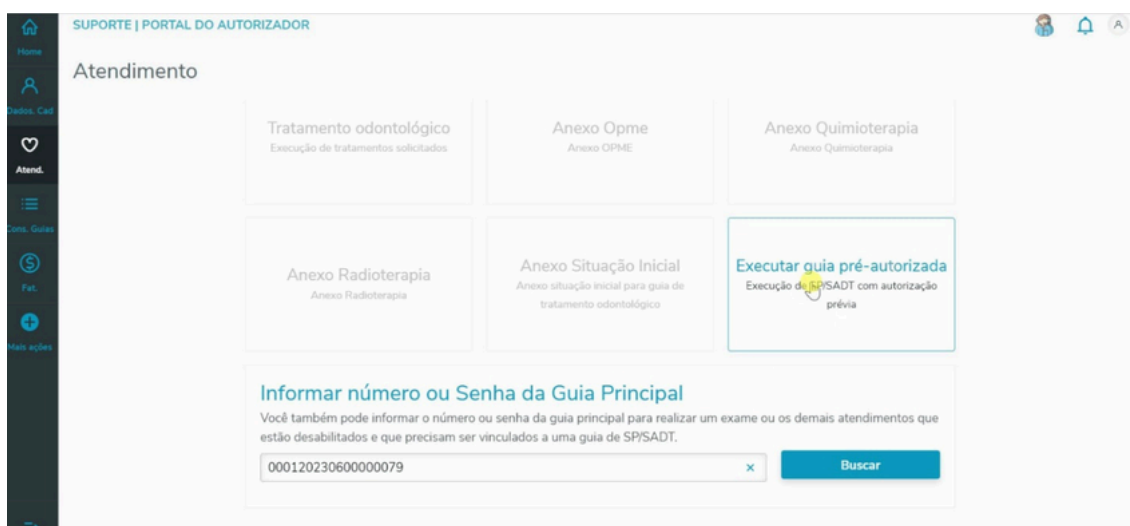 SUPORTE | PORTAL DO AUTORIZADOR
Home
Dados. Cad
Atend.
Cons. Guias
Fat.
Mais ações
Atendimento
Tratamento odontológico
Execução de tratamentos solicitados
Anexo Opme
Anexo OPME
Anexo Quimioterapia
Anexo Quimioterapia
Anexo Radioterapia
Anexo Radioterapia
Anexo Situação Inicial
Anexo situação inicial para guia de
tratamento odontológico
Executar guia pré-autorizada
Execução de SP/SADT com autorização
prévia
Informar número ou Senha da Guia Principal
Você também pode informar o número ou senha da guia principal para realizar um exame ou os demais atendimentos que
estão desabilitados e que precisam ser vinculados a uma guia de SP/SADT.
000120230600000079
Buscar